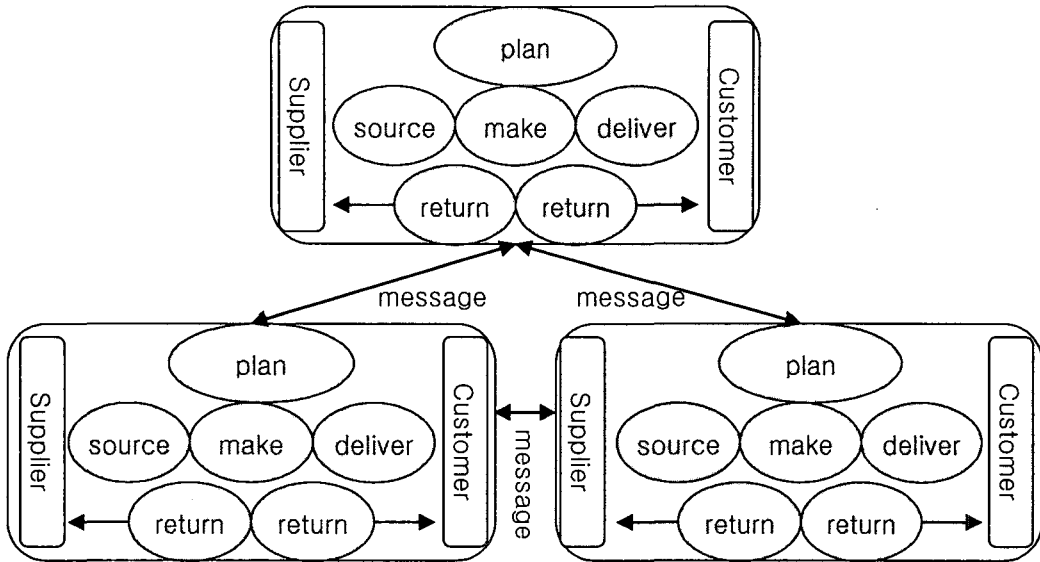 plan
Supplier
Customer
source make deliver
return return
message message
plan
Supplier
Customer
source make deliver
return return
message
plan
Supplier
Customer
source make deliver
return return